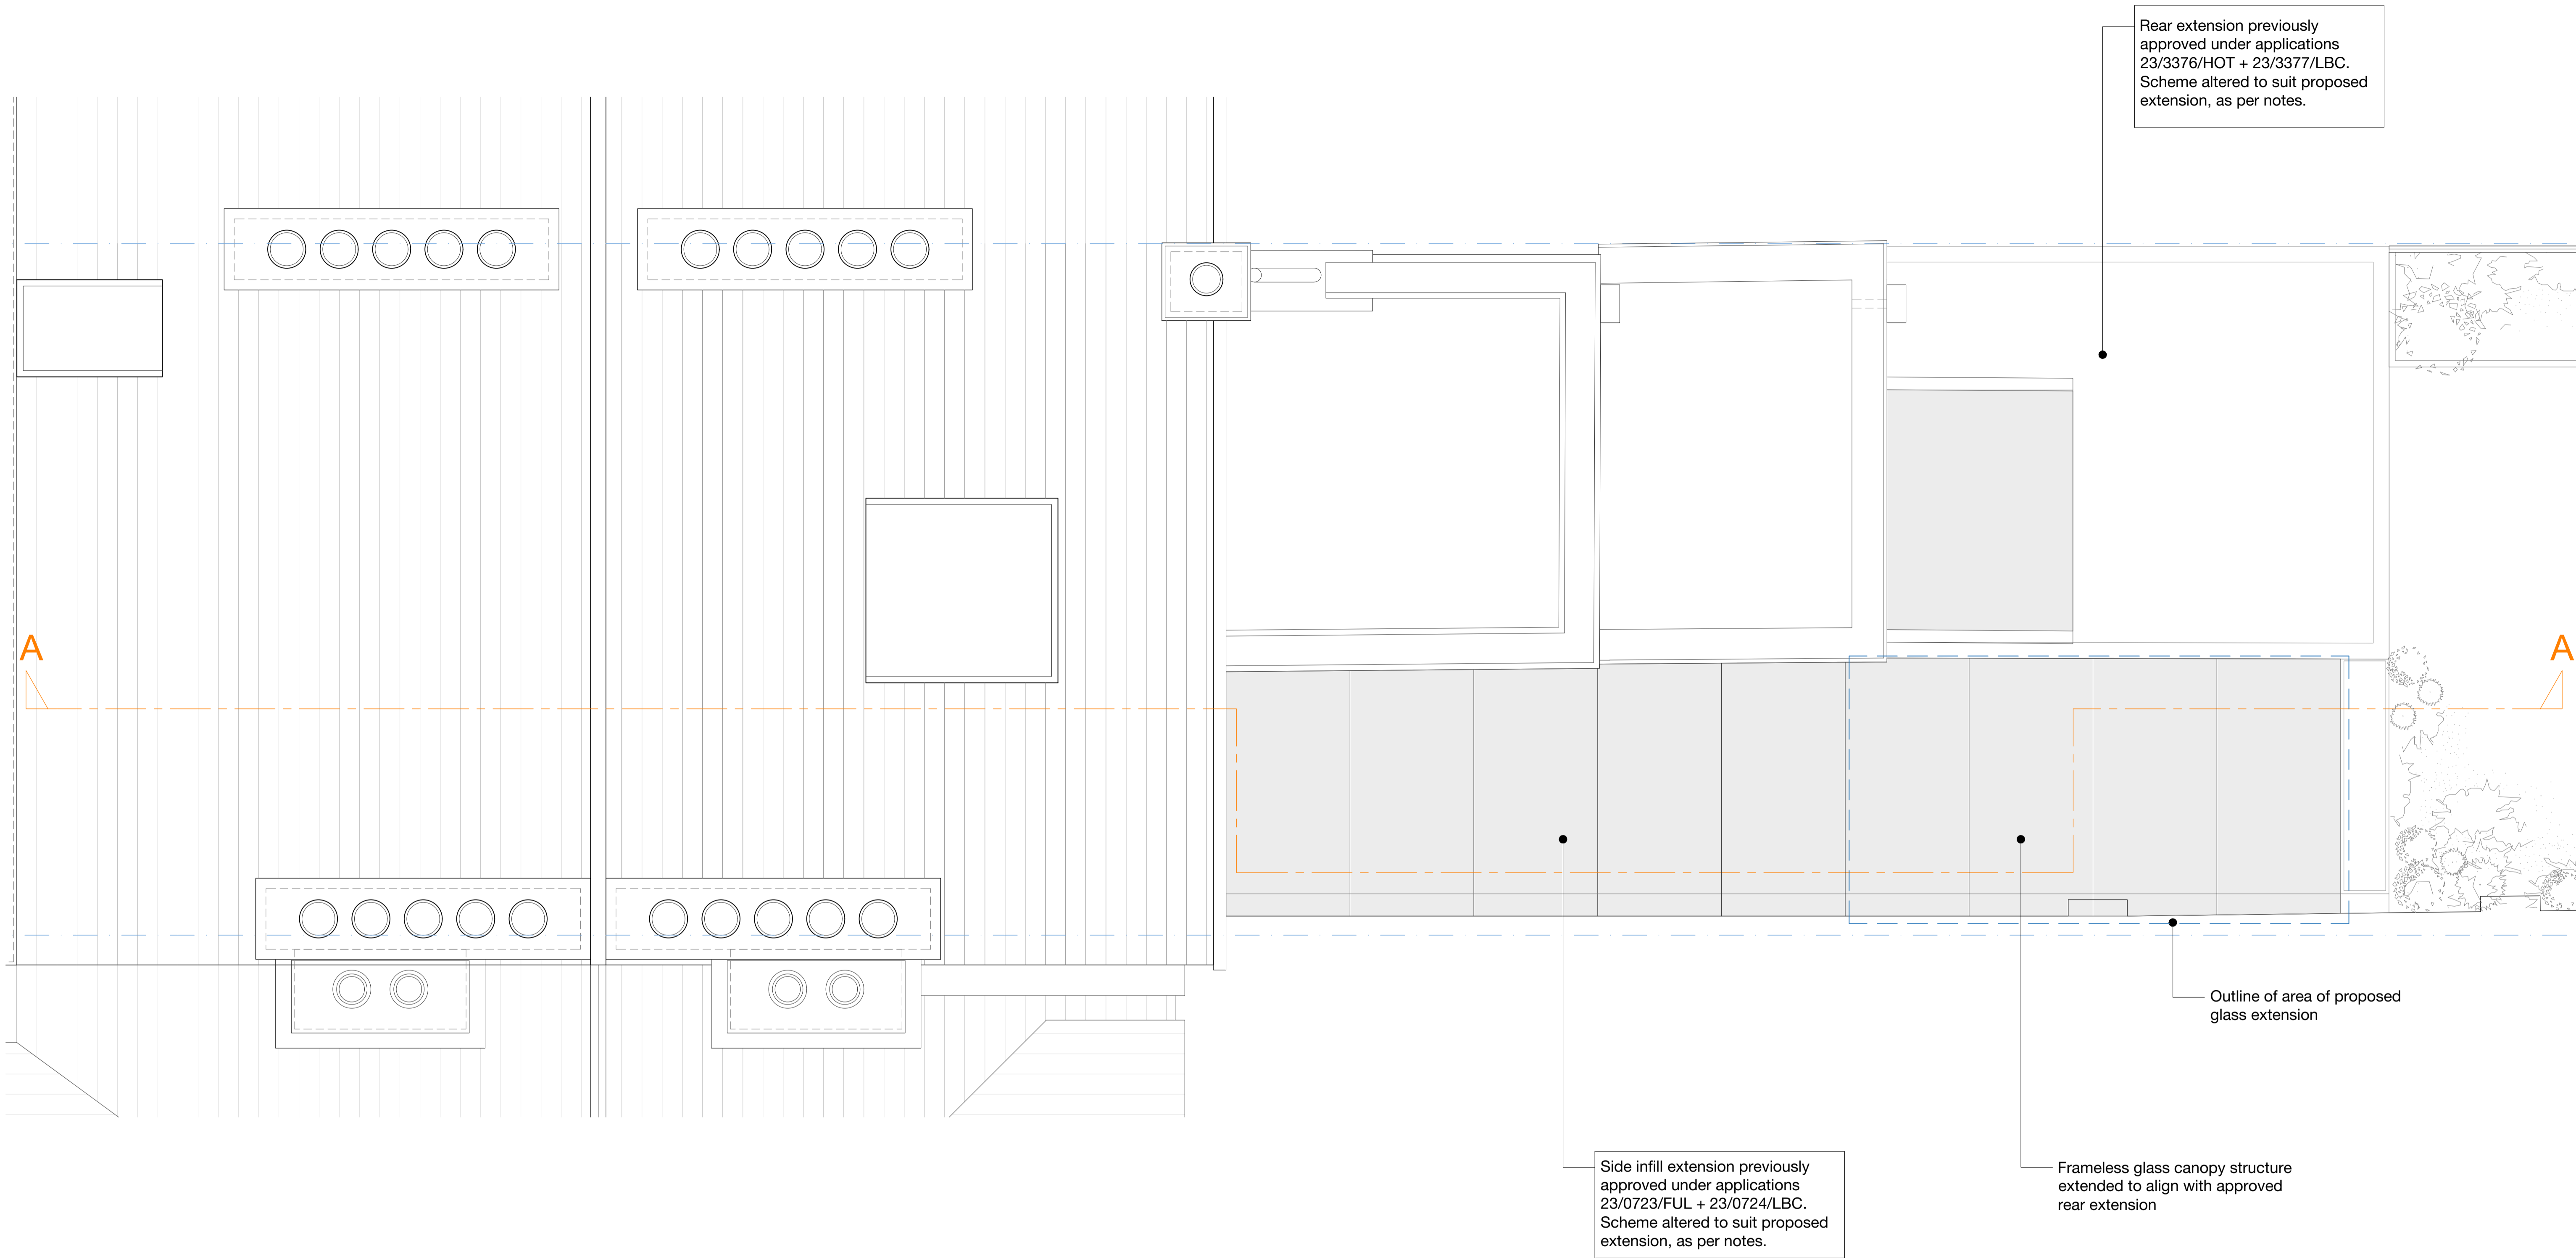 Rear extension previously
approved under applications
23/3376/HOT + 23/3377/LBC.
Scheme altered to suit proposed
extension, as per notes.
A
A
Outline of area of proposed
glass extension
Side infill extension previously
approved under applications
23/0723/FUL + 23/0724/LBC.
Scheme altered to suit proposed
extension, as per notes.
Frameless glass canopy structure
extended to align with approved
rear extension